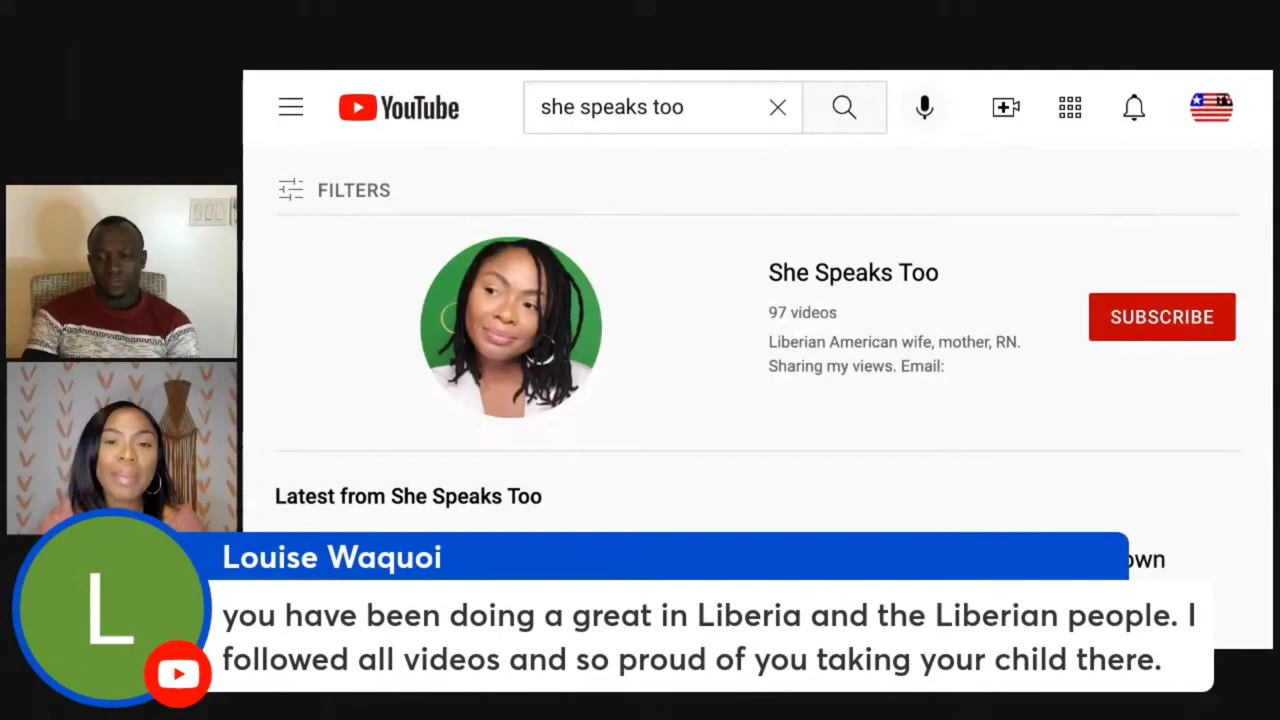 YouTube
she speaks too
FILTERS
She Speaks Too
97 videos
Liberian American wife, mother, RN.
Sharing my views. Email:
SUBSCRIBE
Latest from She Speaks Too
own
Louise Waquoi
L
you have been doing a great in Liberia and the Liberian people. I
followed all videos and so proud of you taking your child there.